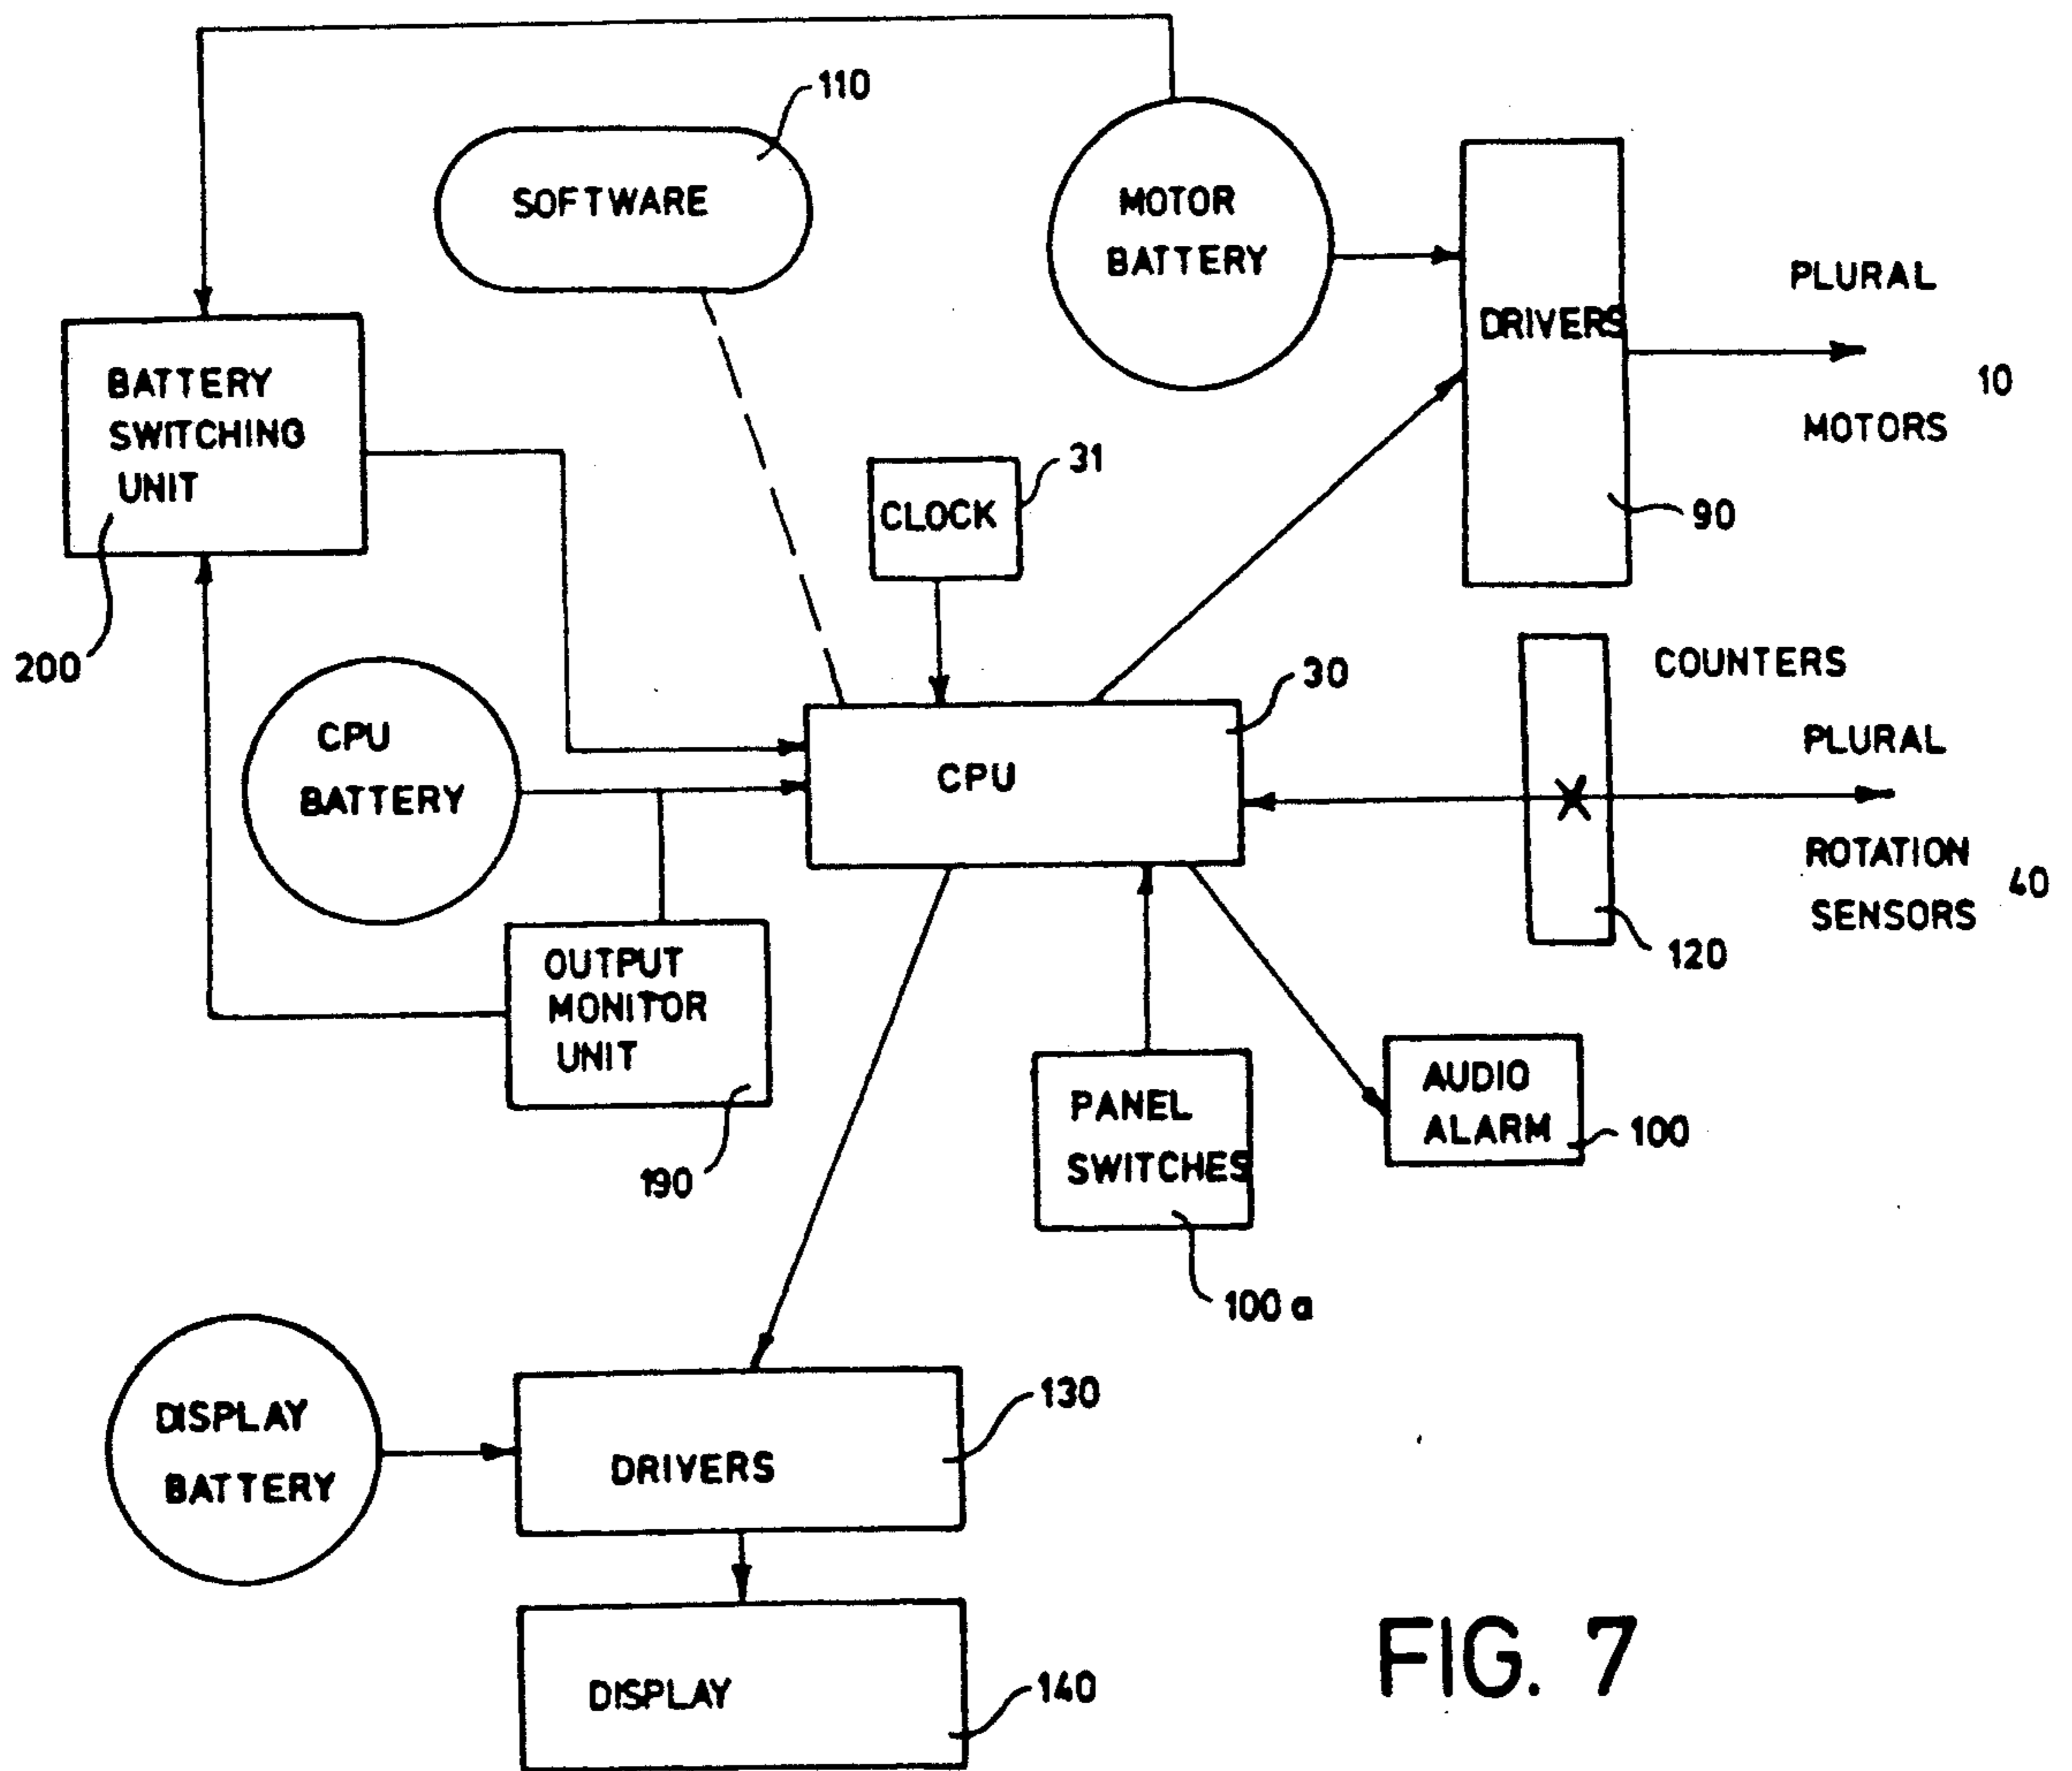 110
SOFTWARE
MOTOR
BATTERY
DRIVERS
PLURAL
10
MOTORS
90
BATTERY
SWITCHING
UNIT
200
31
CLOCK
30
CPU
BATTERY
CPU
COUNTERS
PLURAL
ROTATION
SENSORS
40
120
OUTPUT
MONITOR
UNIT
190
PANEL
SWITCHES
100a
AUDIO
ALARM
100
DISPLAY
BATTERY
DRIVERS
130
DISPLAY
140
FIG. 7